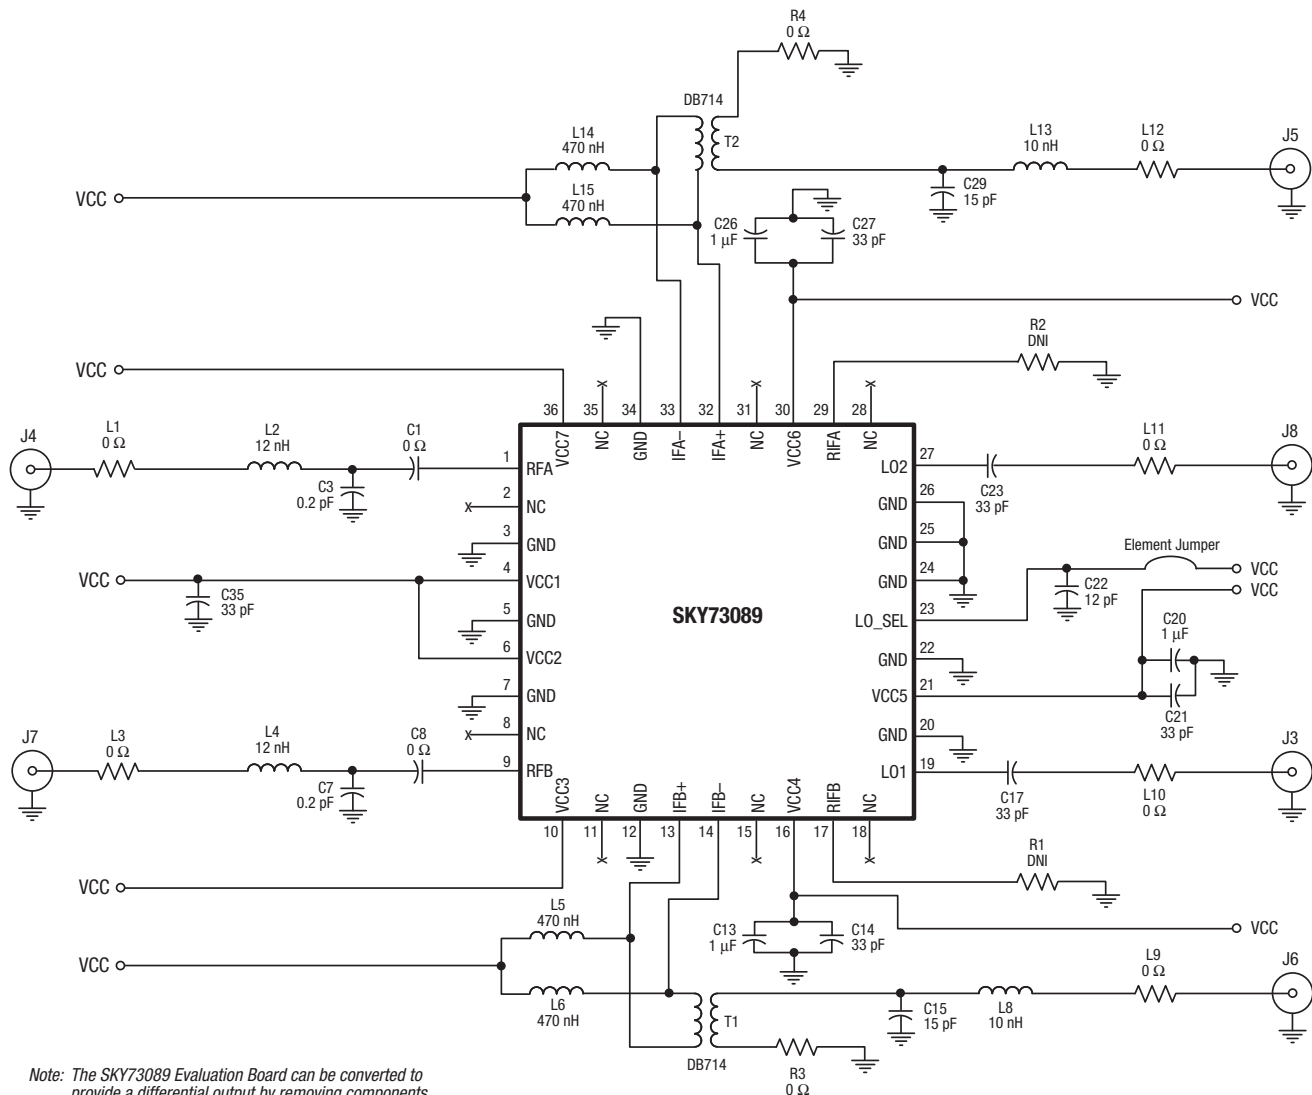 R4
0 Ω
DB714
T2
L14
470 nH
L15
470 nH
VCC
L13
10 nH
L12
0 Ω
J5
C29
15 pF
C26
1 µF
C27
33 pF
VCC
R2
DNI
VCC
36
35
34
33
32
31
30
29
28
VCC7
NC
GND
IFA–
IFA+
NC
VCC6
RIFA
NC
J4
L1
0 Ω
L2
12 nH
C1
0 Ω
C3
0.2 pF
1
RFA
2
NC
3
GND
VCC
C35
33 pF
4
VCC1
5
GND
6
VCC2
7
GND
8
NC
9
RFB
J7
L3
0 Ω
L4
12 nH
C8
0 Ω
C7
0.2 pF
SKY73089
27
LO2
26
GND
25
GND
24
GND
23
LO_SEL
22
GND
21
VCC5
20
GND
19
LO1
C23
33 pF
L11
0 Ω
J8
Element Jumper
VCC
VCC
C22
12 pF
C20
1 µF
C21
33 pF
C17
33 pF
L10
0 Ω
J3
VCC3
NC
GND
IFB+
IFB–
NC
VCC4
RIFB
NC
10
11
12
13
14
15
16
17
18
R1
DNI
VCC
L5
470 nH
VCC
L6
470 nH
C13
1 µF
C14
33 pF
VCC
T1
DB714
C15
15 pF
L8
10 nH
L9
0 Ω
J6
R3
0 Ω
Note: The SKY73089 Evaluation Board can be converted to
provide a differential output by removing components